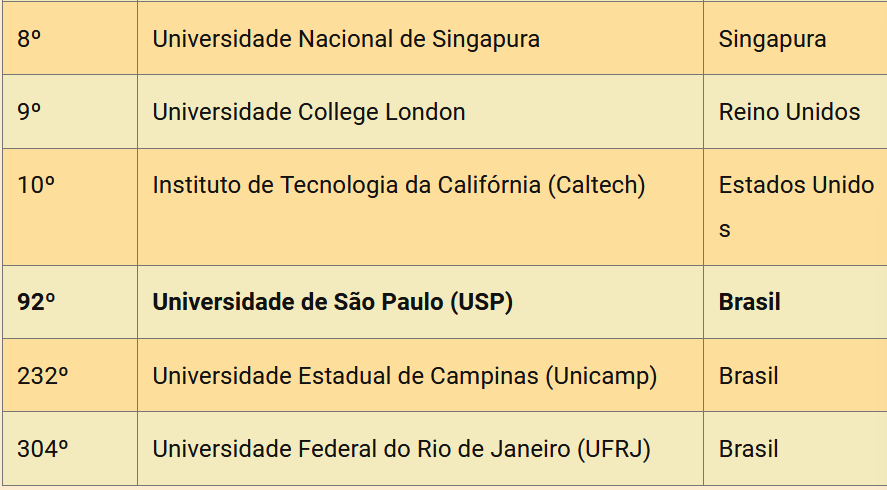 8º Universidade Nacional de Singapura Singapura
9º Universidade College London Reino Unidos
10º Instituto de Tecnologia da Califórnia (Caltech) Estados Unido
s
92º Universidade de São Paulo (USP) Brasil
232º Universidade Estadual de Campinas (Unicamp) Brasil
304º Universidade Federal do Rio de Janeiro (UFRJ) Brasil